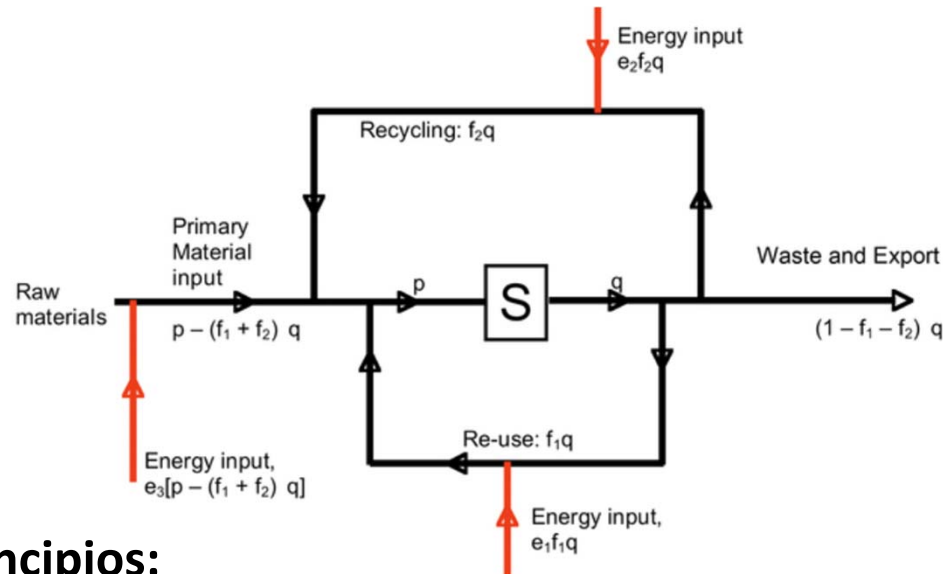 Energy input
e₂f₂q
Recycling: f₂q
Primary
Material
input
Waste and Export
Raw
materials
p
S
q
p – (f₁ + f₂) q
(1 – f₁ – f₂) q
Re-use: f₁q
Energy input,
e₃[p – (f₁ + f₂) q]
Energy input,
e₁f₁q
ncipios: